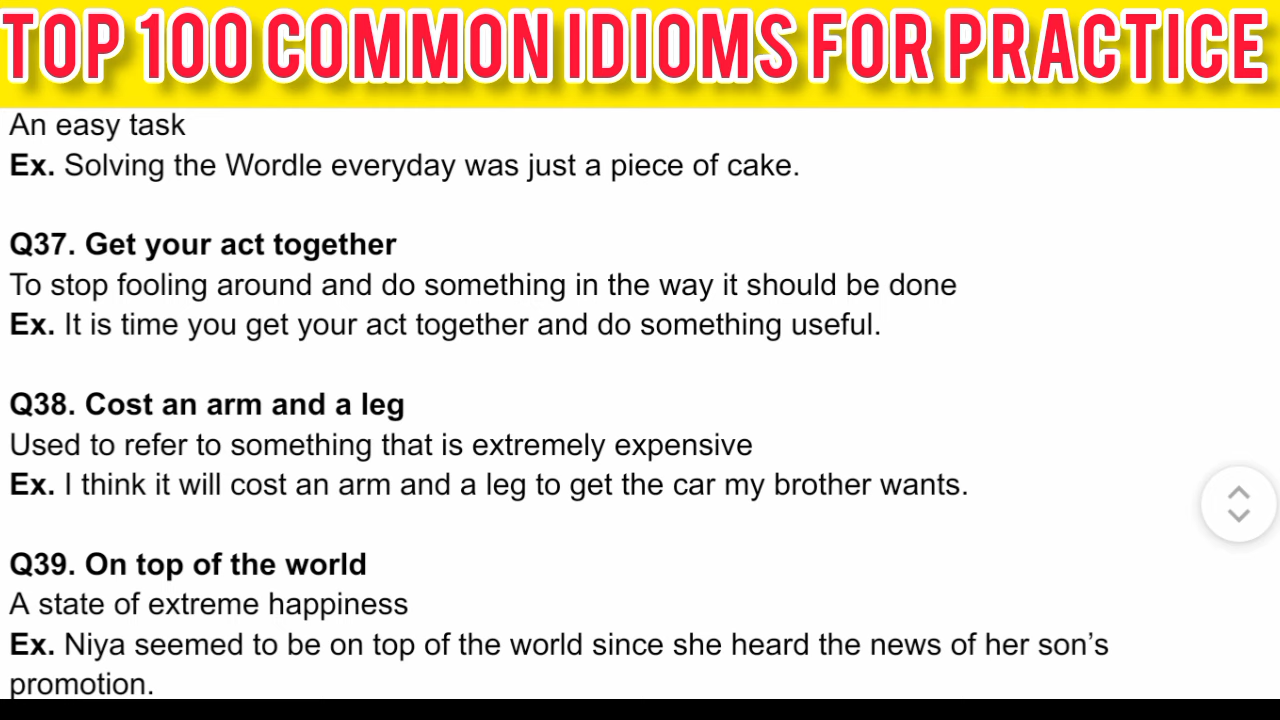 TOP 100 COMMON IDIOMS FOR PRACTICE
An easy task
Ex. Solving the Wordle everyday was just a piece of cake.
Q37. Get your act together
To stop fooling around and do something in the way it should be done
Ex. It is time you get your act together and do something useful.
Q38. Cost an arm and a leg
Used to refer to something that is extremely expensive
Ex. I think it will cost an arm and a leg to get the car my brother wants.
Q39. On top of the world
A state of extreme happiness
Ex. Niya seemed to be on top of the world since she heard the news of her son’s
promotion.